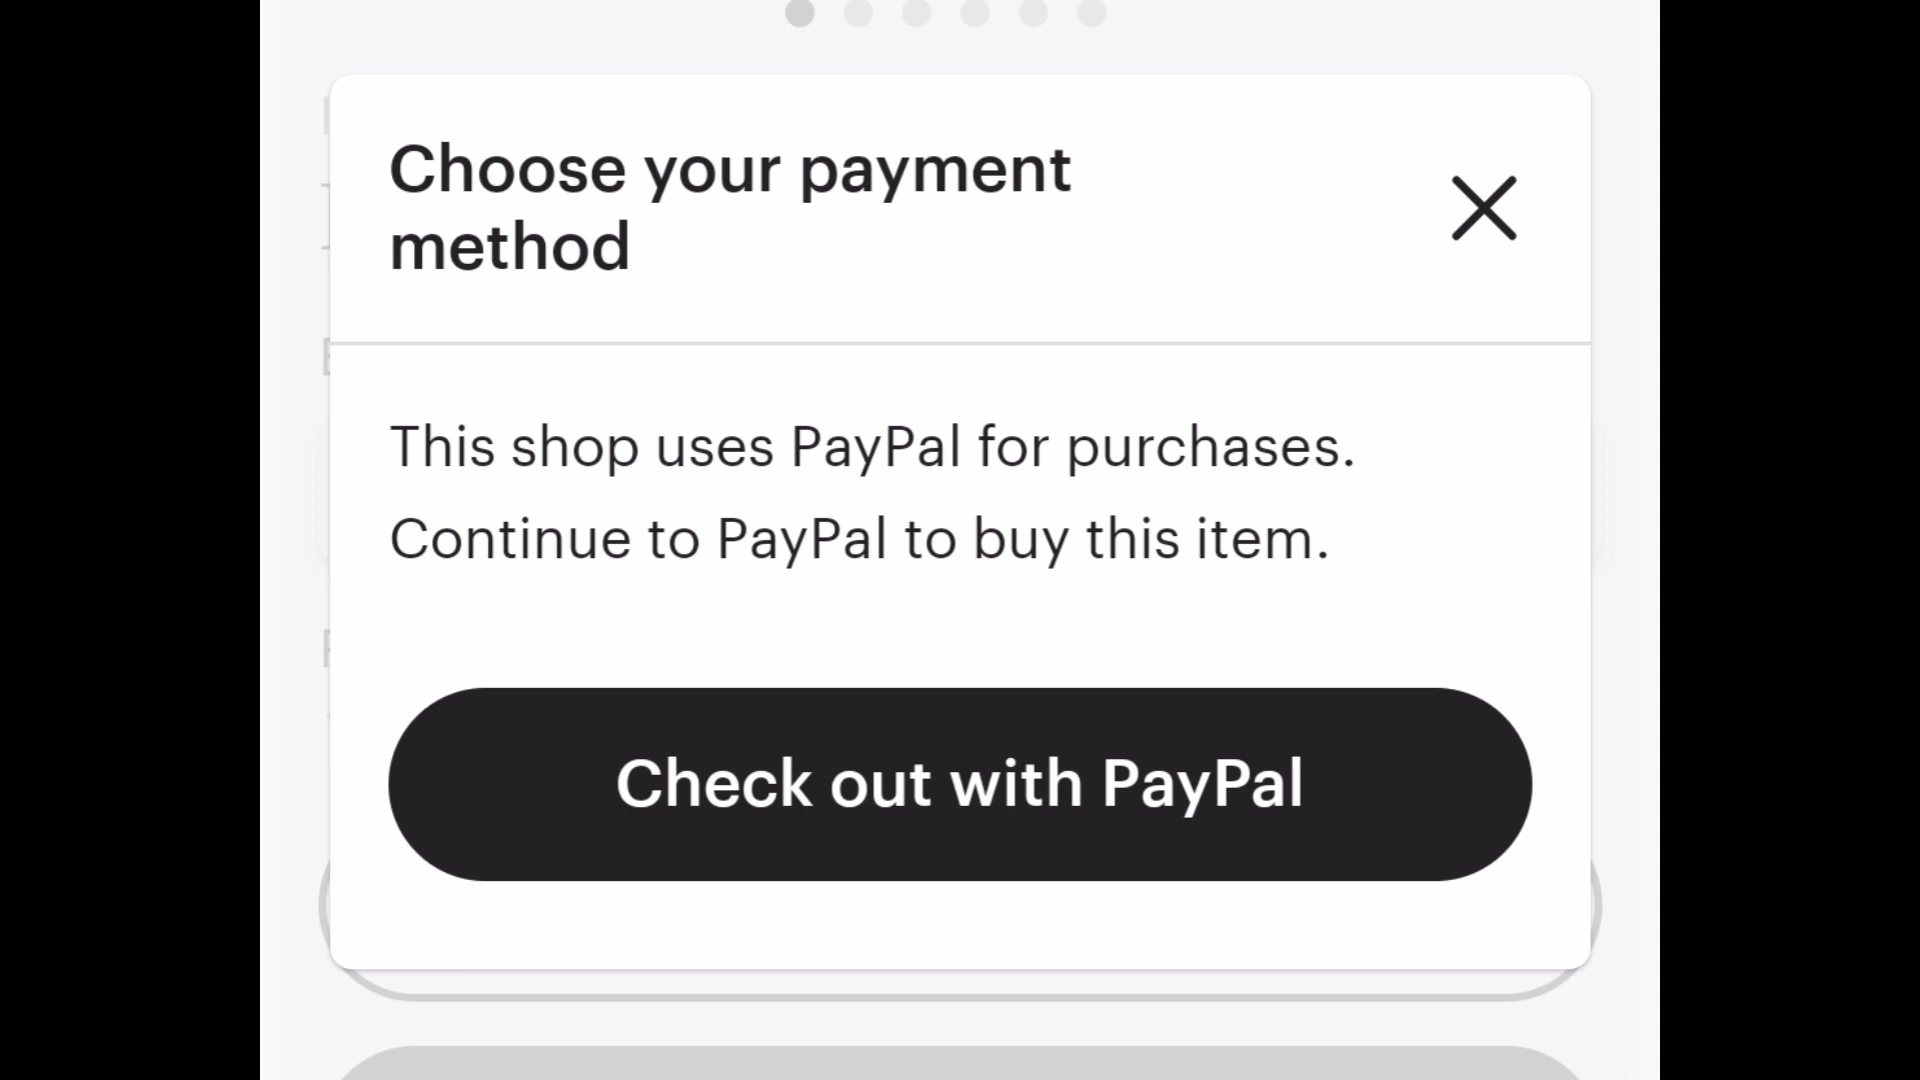 Choose your payment
method
This shop uses PayPal for purchases.
Continue to PayPal to buy this item.
Check out with PayPal